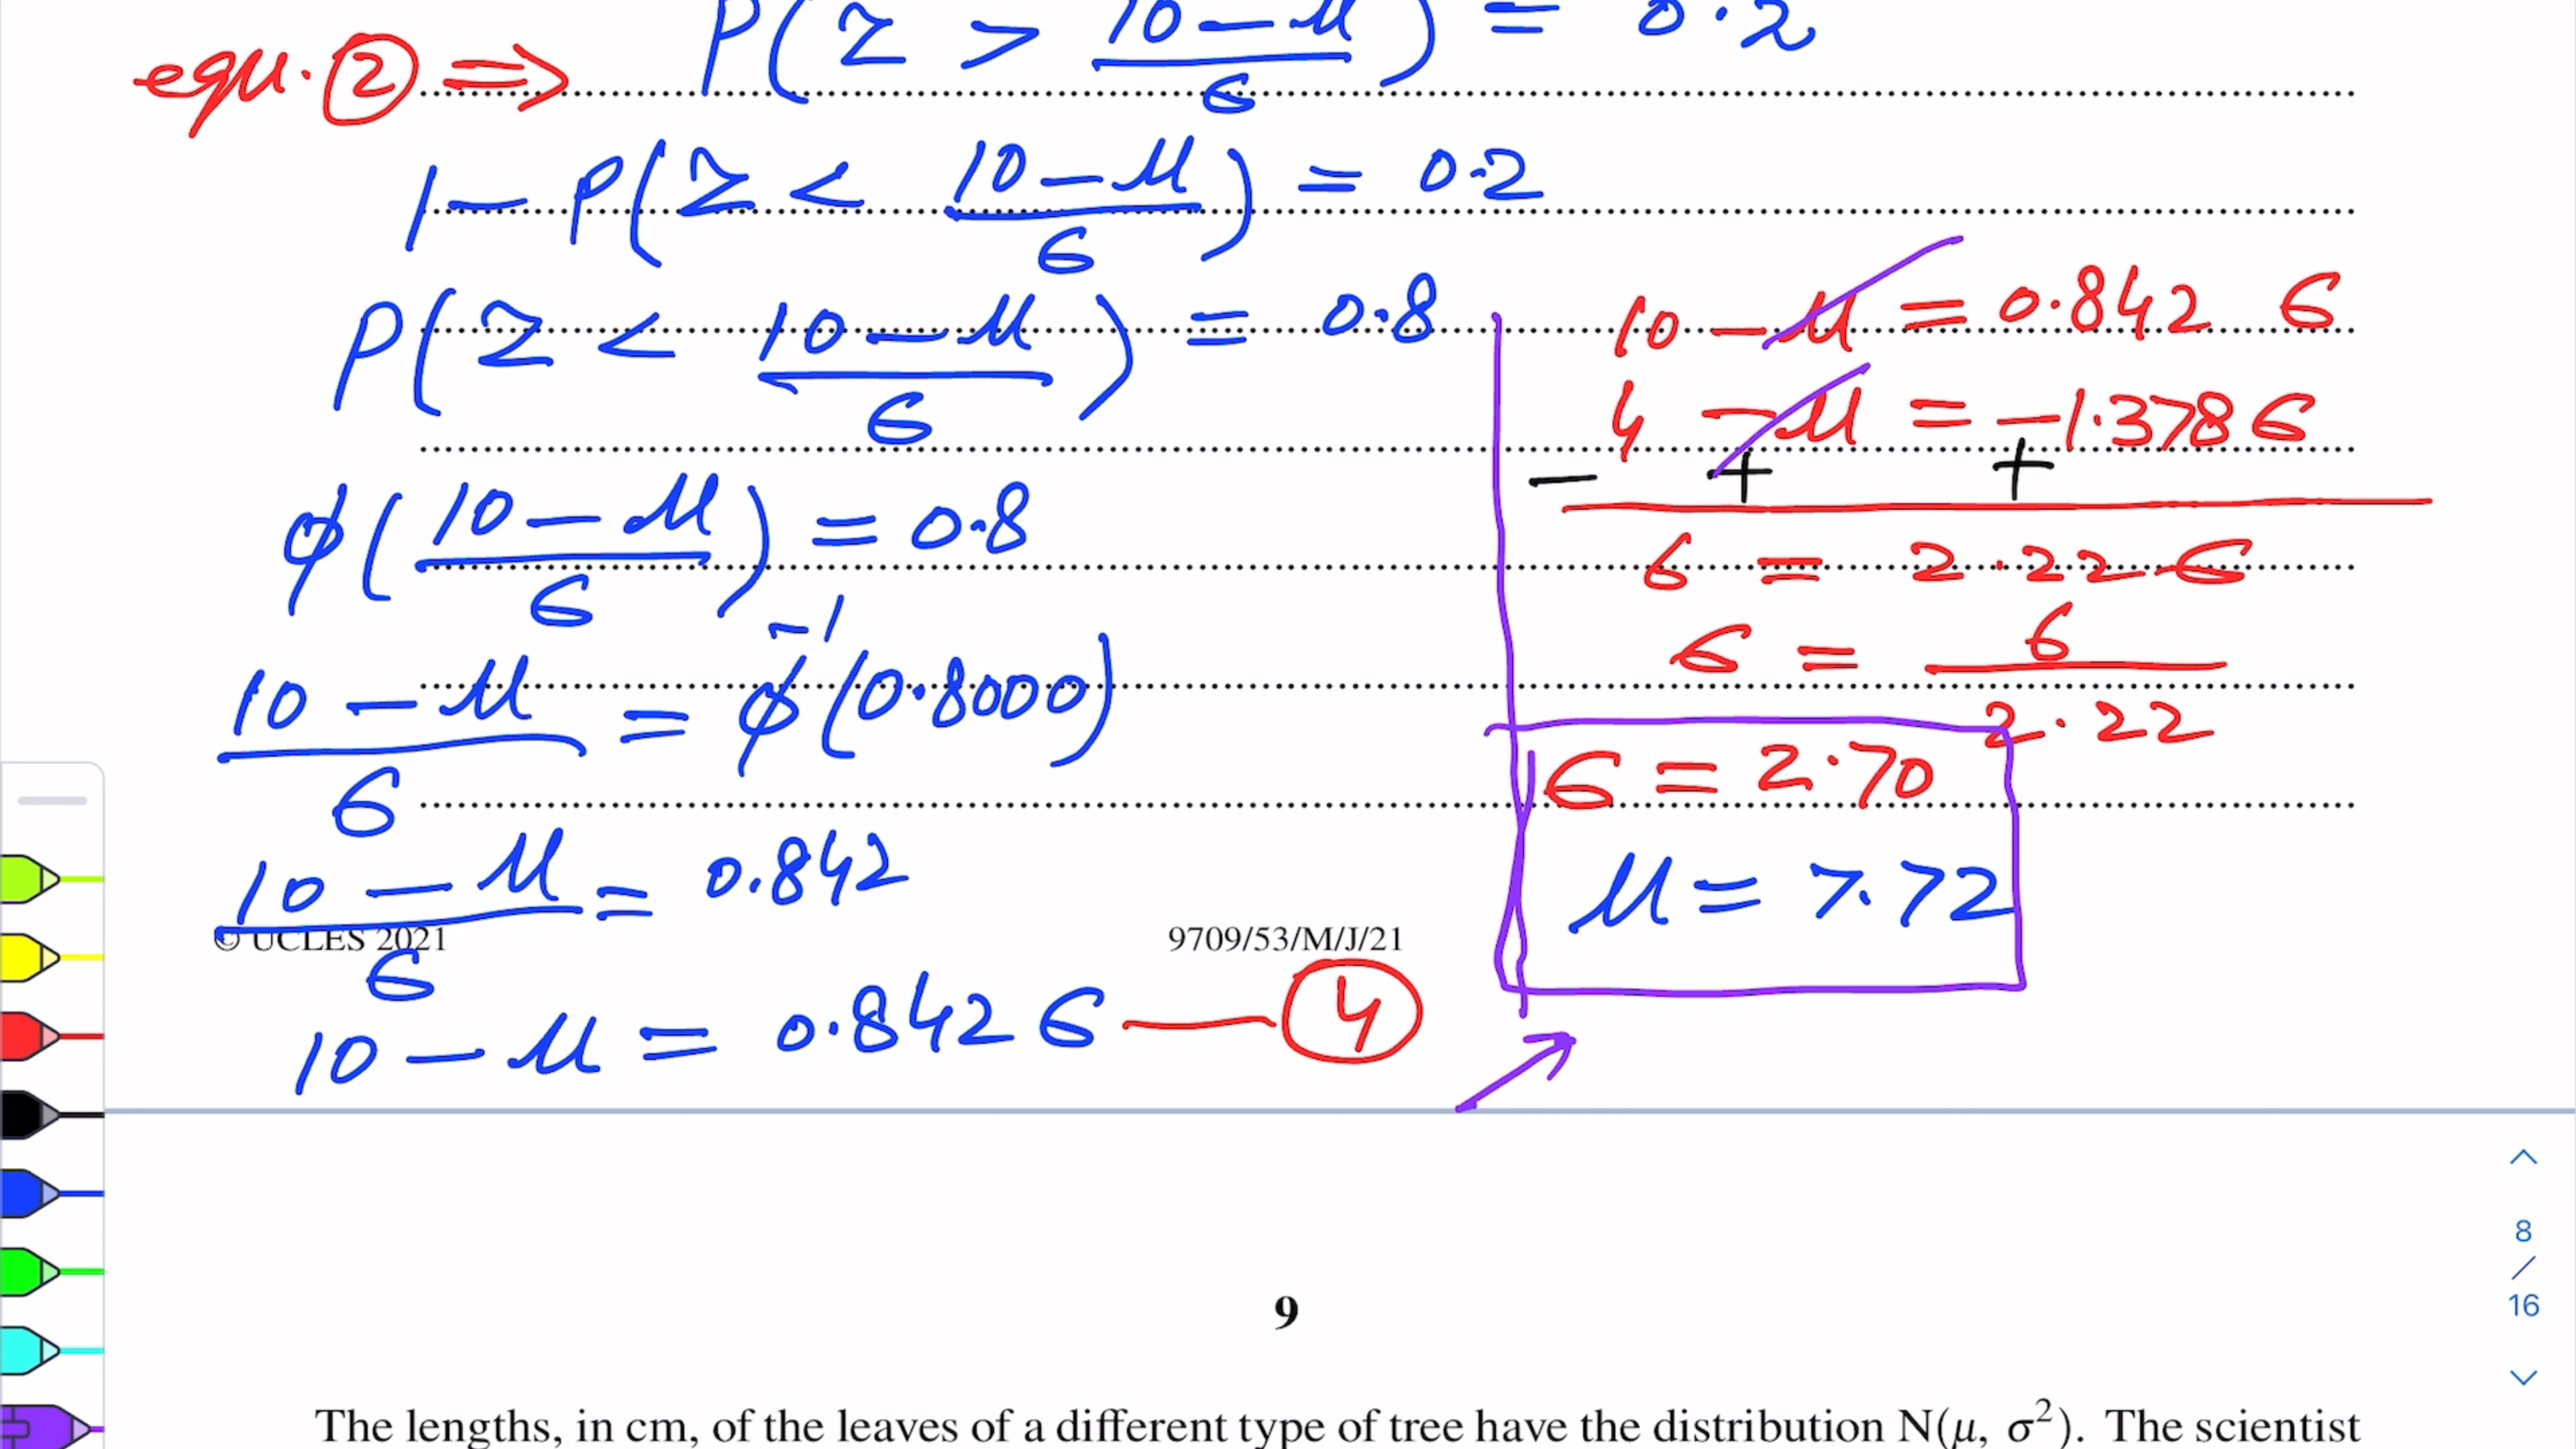 equ. ② ⇒ P(Z > (10 − μ)/σ) = 0.2
1 − P(Z < (10 − μ)/σ) = 0.2
P(Z < (10 − μ)/σ) = 0.8
ϕ((10 − μ)/σ) = 0.8
(10 − μ)/σ = ϕ⁻¹(0.8000)
(10 − μ)/σ = 0.842
© UCLES 2021
9709/53/M/J/21
10 − μ = 0.842 σ — ④
10 − μ = 0.842 σ
4 − μ = −1.378 σ
− + +
6 = 2.22 σ
σ = 6/2.22
σ = 2.70
μ = 7.72
8
/
16
9
The lengths, in cm, of the leaves of a different type of tree have the distribution N(μ, σ²). The scientist